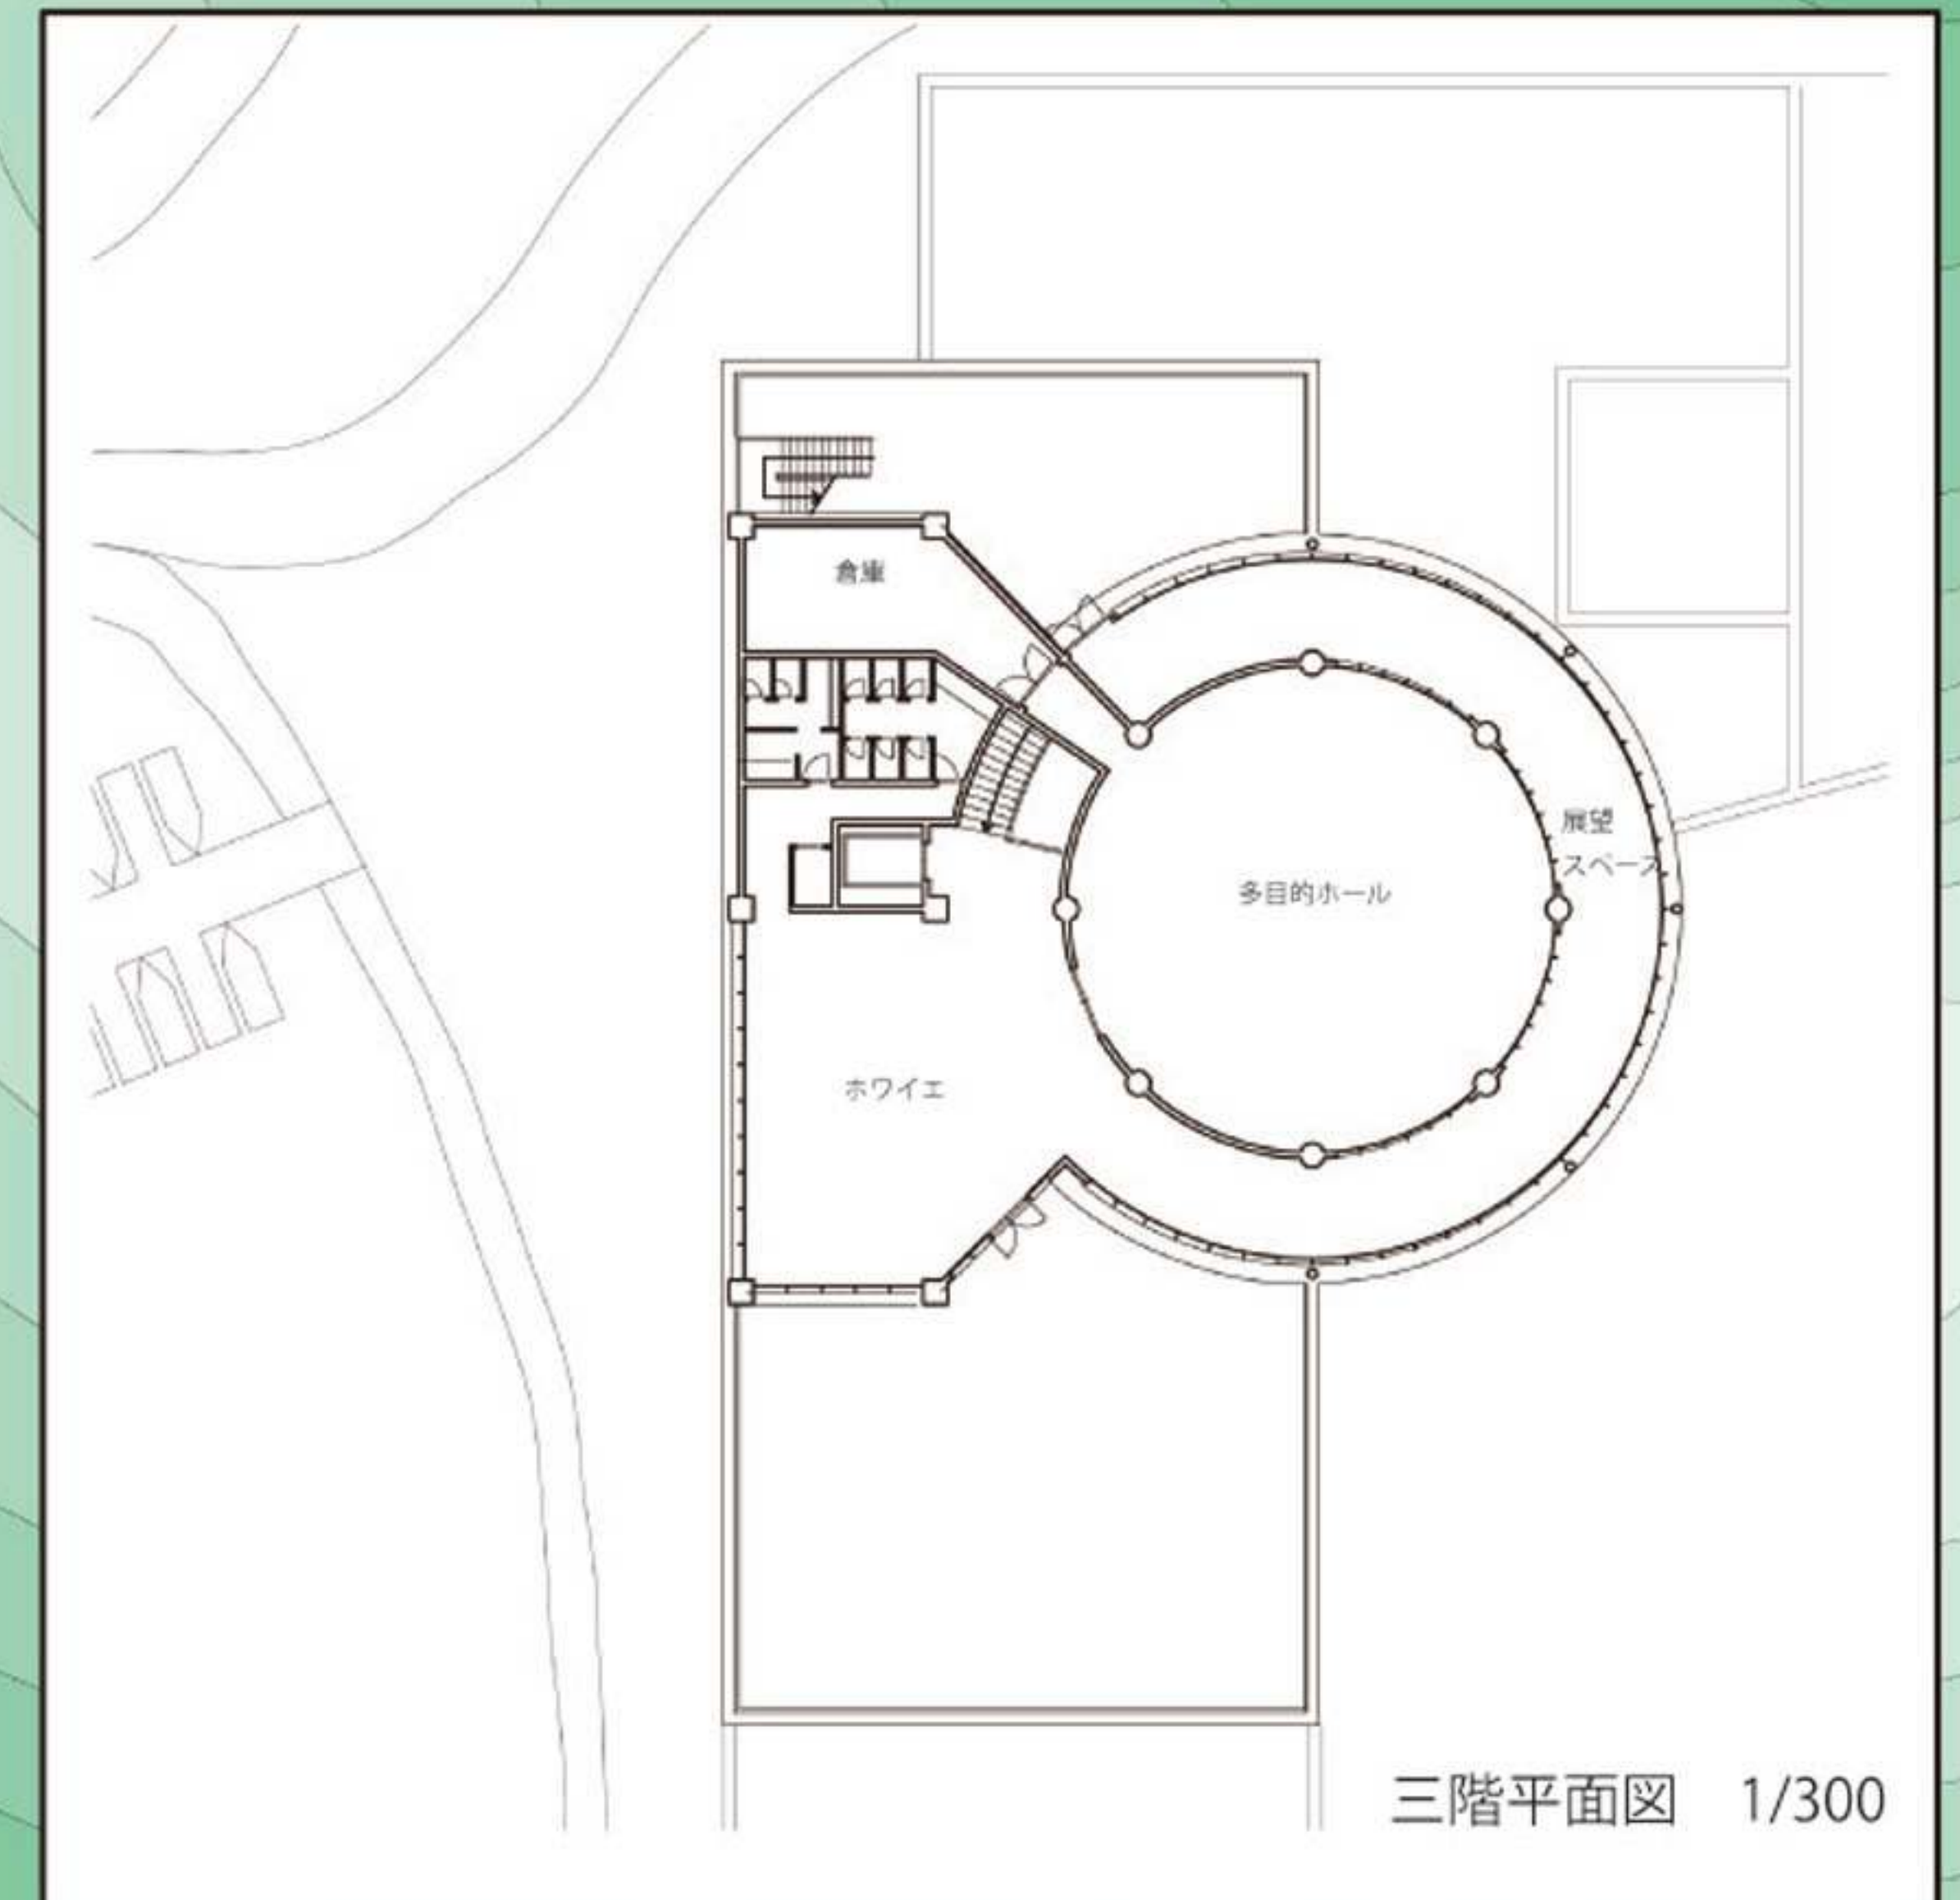 倉庫
展望
スペース
多目的ホール
ホワイエ
三階平面図　1/300